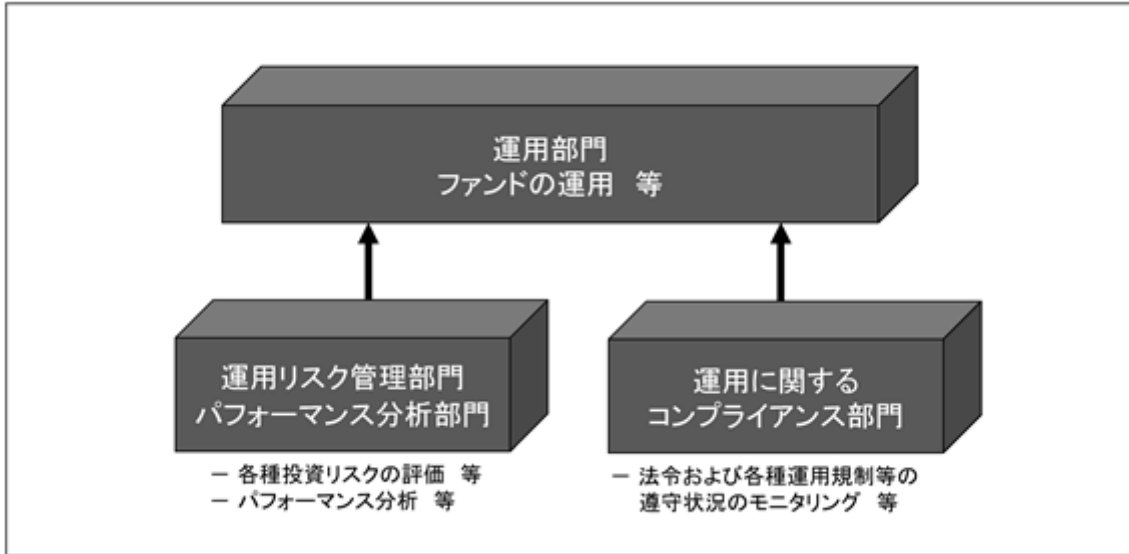 運用部門
ファンドの運用 等
運用リスク管理部門
パフォーマンス分析部門
－ 各種投資リスクの評価 等
－ パフォーマンス分析 等
運用に関する
コンプライアンス部門
－ 法令および各種運用規制等の
遵守状況のモニタリング 等